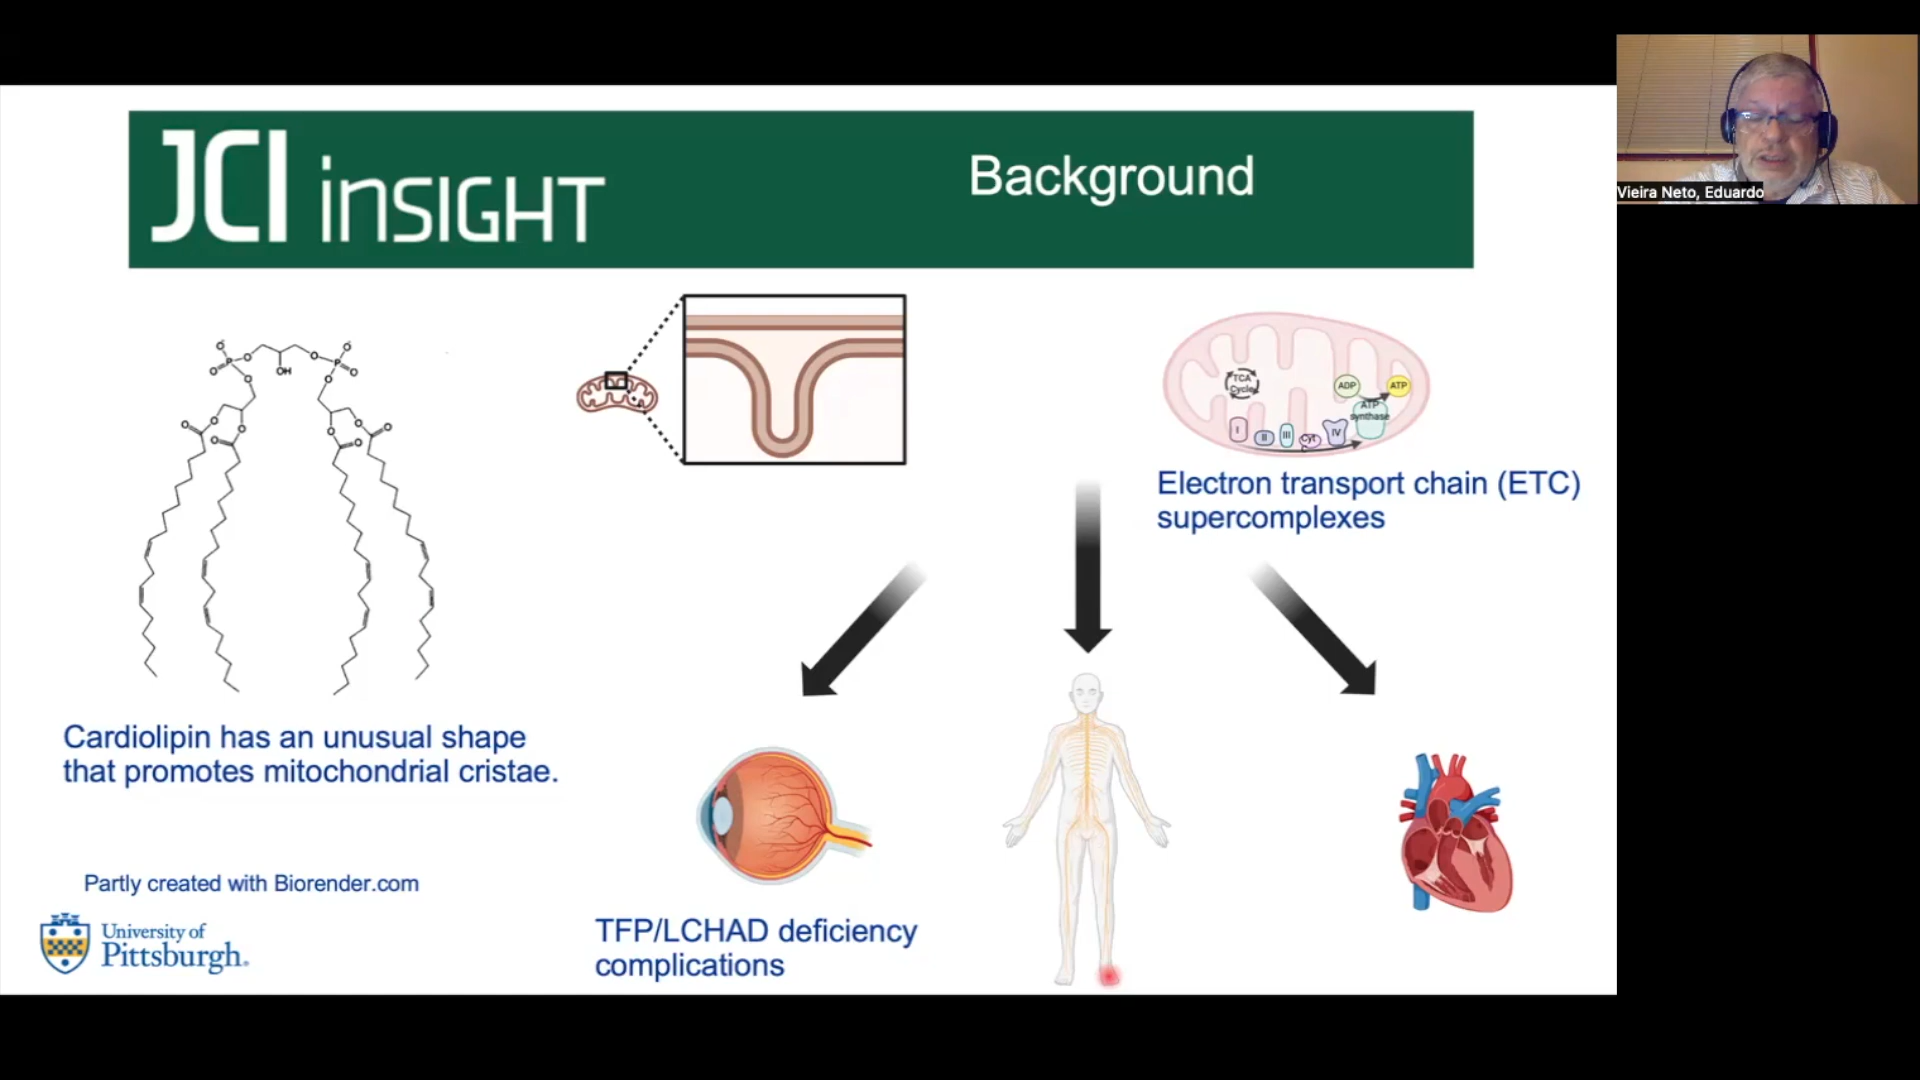 JCI insight
Background
Vieira Neto, Eduardo
O-
O-
P
O
O
P
O
O
OH
O
O
O
O
O
O
O
O
O
O
O
TCA
Cycle
ADP
ATP
ATP
synthase
I
II
III
Cyt
c
IV
Electron transport chain (ETC)
supercomplexes
Cardiolipin has an unusual shape
that promotes mitochondrial cristae.
Partly created with Biorender.com
University of
Pittsburgh.
TFP/LCHAD deficiency
complications